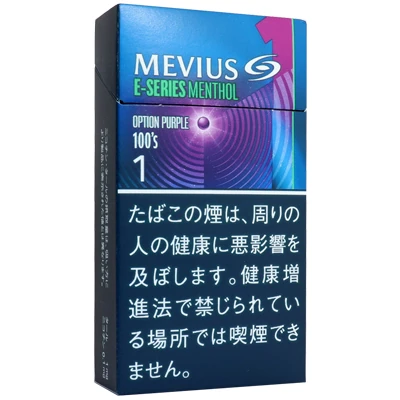 MEVIUS
1
E-SERIES MENTHOL
OPTION PURPLE
100's
1
たばこの煙は、周りの
人の健康に悪影響を
及ぼします。健康増
進法で禁じられてい
る場所では喫煙でき
ません。